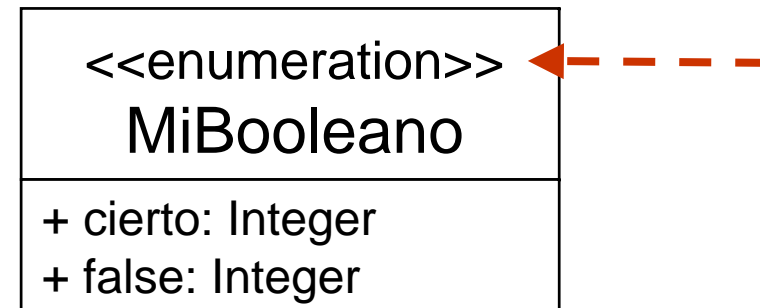 <<enumeration>>
MiBooleano
+ cierto: Integer
+ false: Integer